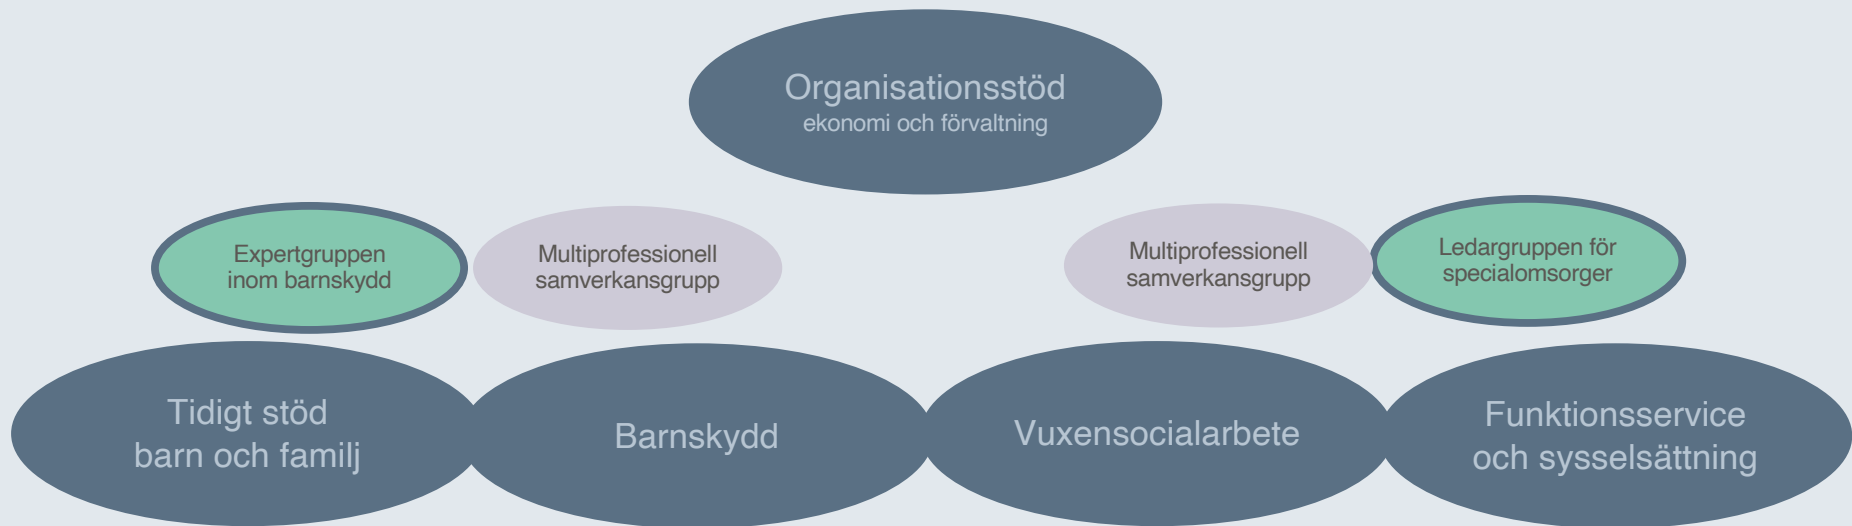 Organisationsstöd
ekonomi och förvaltning
Expertgruppen
inom barnskydd
Multiprofessionell
samverkansgrupp
Multiprofessionell
samverkansgrupp
Ledargruppen för
specialomsorger
Tidigt stöd
barn och familj
Barnskydd
Vuxensocialarbete
Funktionsservice
och sysselsättning